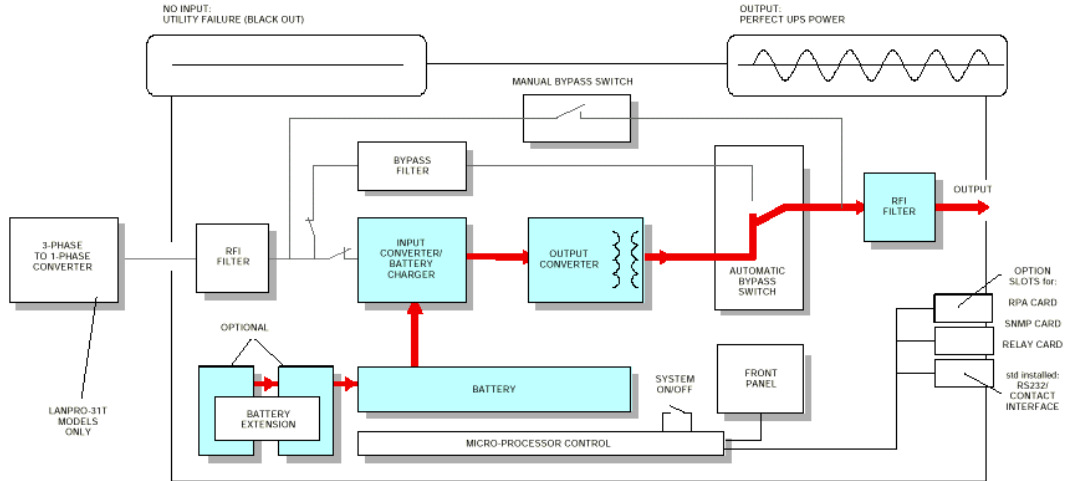 NO INPUT:
UTILITY FAILURE (BLACK OUT)
OUTPUT:
PERFECT UPS POWER
MANUAL BYPASS SWITCH
BYPASS
FILTER
3-PHASE
TO 1-PHASE
CONVERTER
RFI
FILTER
INPUT
CONVERTER/
BATTERY
CHARGER
OUTPUT
CONVERTER
AUTOMATIC
BYPASS
SWITCH
RFI
FILTER
OUTPUT
OPTION
SLOTS for:
RPA CARD
SNMP CARD
RELAY CARD
std installed:
RS232/
CONTACT
INTERFACE
OPTIONAL
BATTERY
EXTENSION
BATTERY
SYSTEM
ON/OFF
FRONT
PANEL
LANPRO-31T
MODELS
ONLY
MICRO-PROCESSOR CONTROL